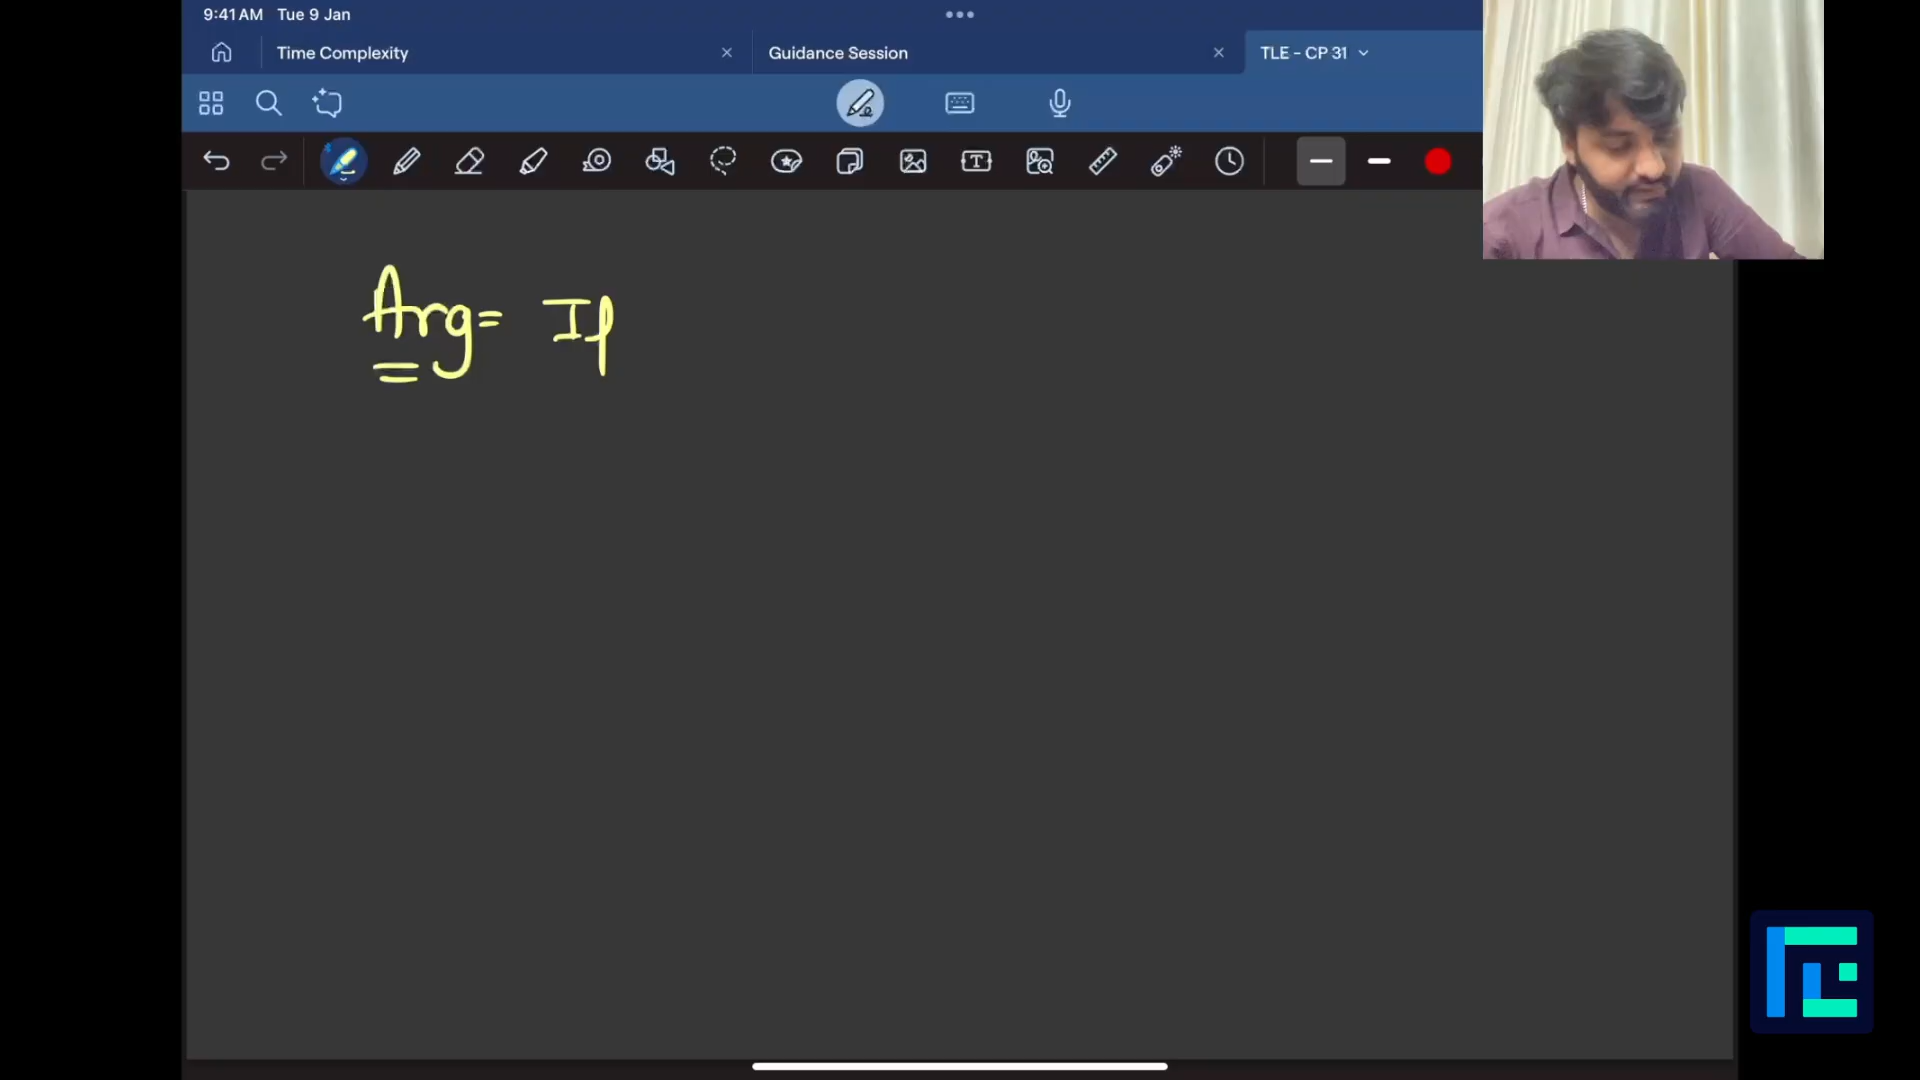 9:41 AM Tue 9 Jan
Time Complexity Guidance Session TLE - CP 31
Arg = If